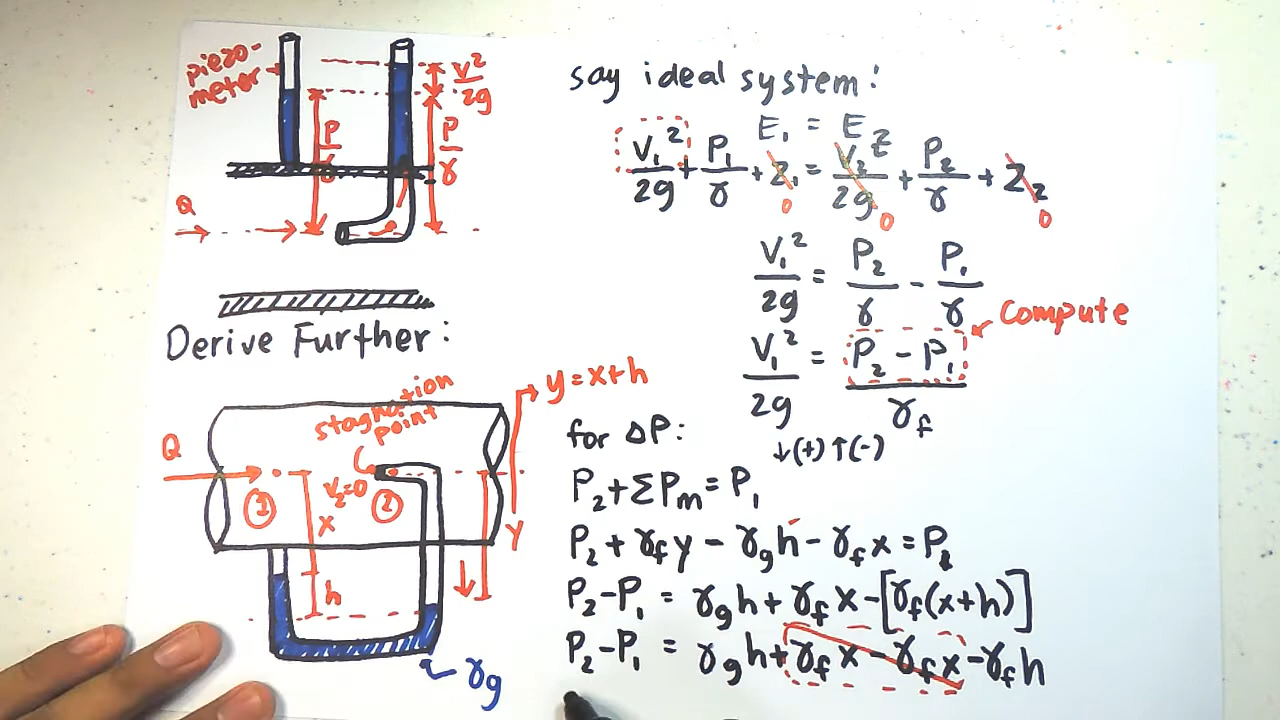 piezo-
meter
V²/2g
P/γ
P/γ
Q
say ideal system:
E₁ = E₂
V₁²/2g + P₁/γ + Z₁ = V₂²/2g + P₂/γ + Z₂
0 0 0
V₁²/2g = P₂/γ - P₁/γ
V₁²/2g = (P₂ - P₁)/γf
Compute
Derive Further:
y = x+h
stagnation
point
Q
V₂=0
①
②
x
y
h
γg
for ΔP:
↓(+) ↑(-)
P₂ + ΣPm = P₁
P₂ + γf y - γg h - γf x = P₁
P₂ - P₁ = γg h + γf x - [γf(x+h)]
P₂ - P₁ = γg h + γf x - γf x - γf h